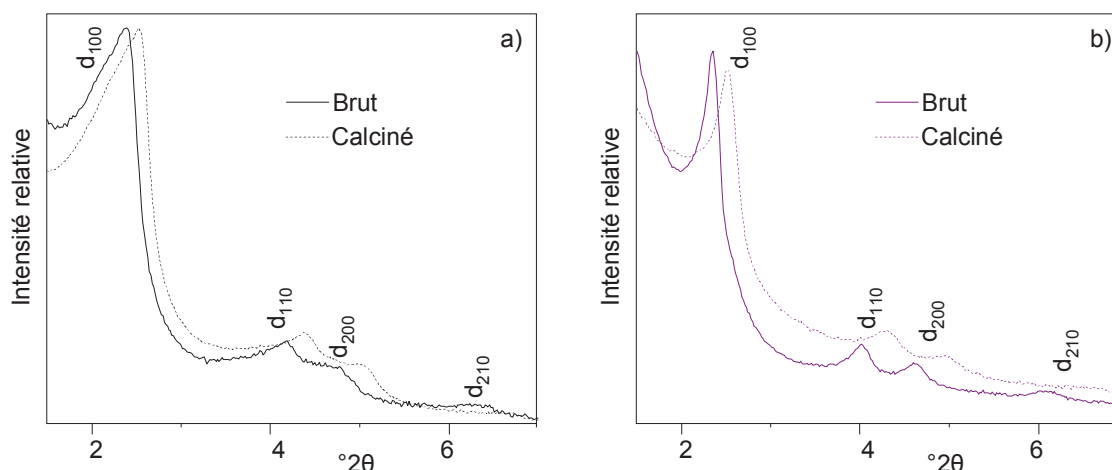 a)
d100
Brut
Calciné
d110
d200
d210
Intensité relative
2 4 6
°2θ
b)
d100
Brut
Calciné
d110
d200
d210
Intensité relative
2 4 6
°2θ